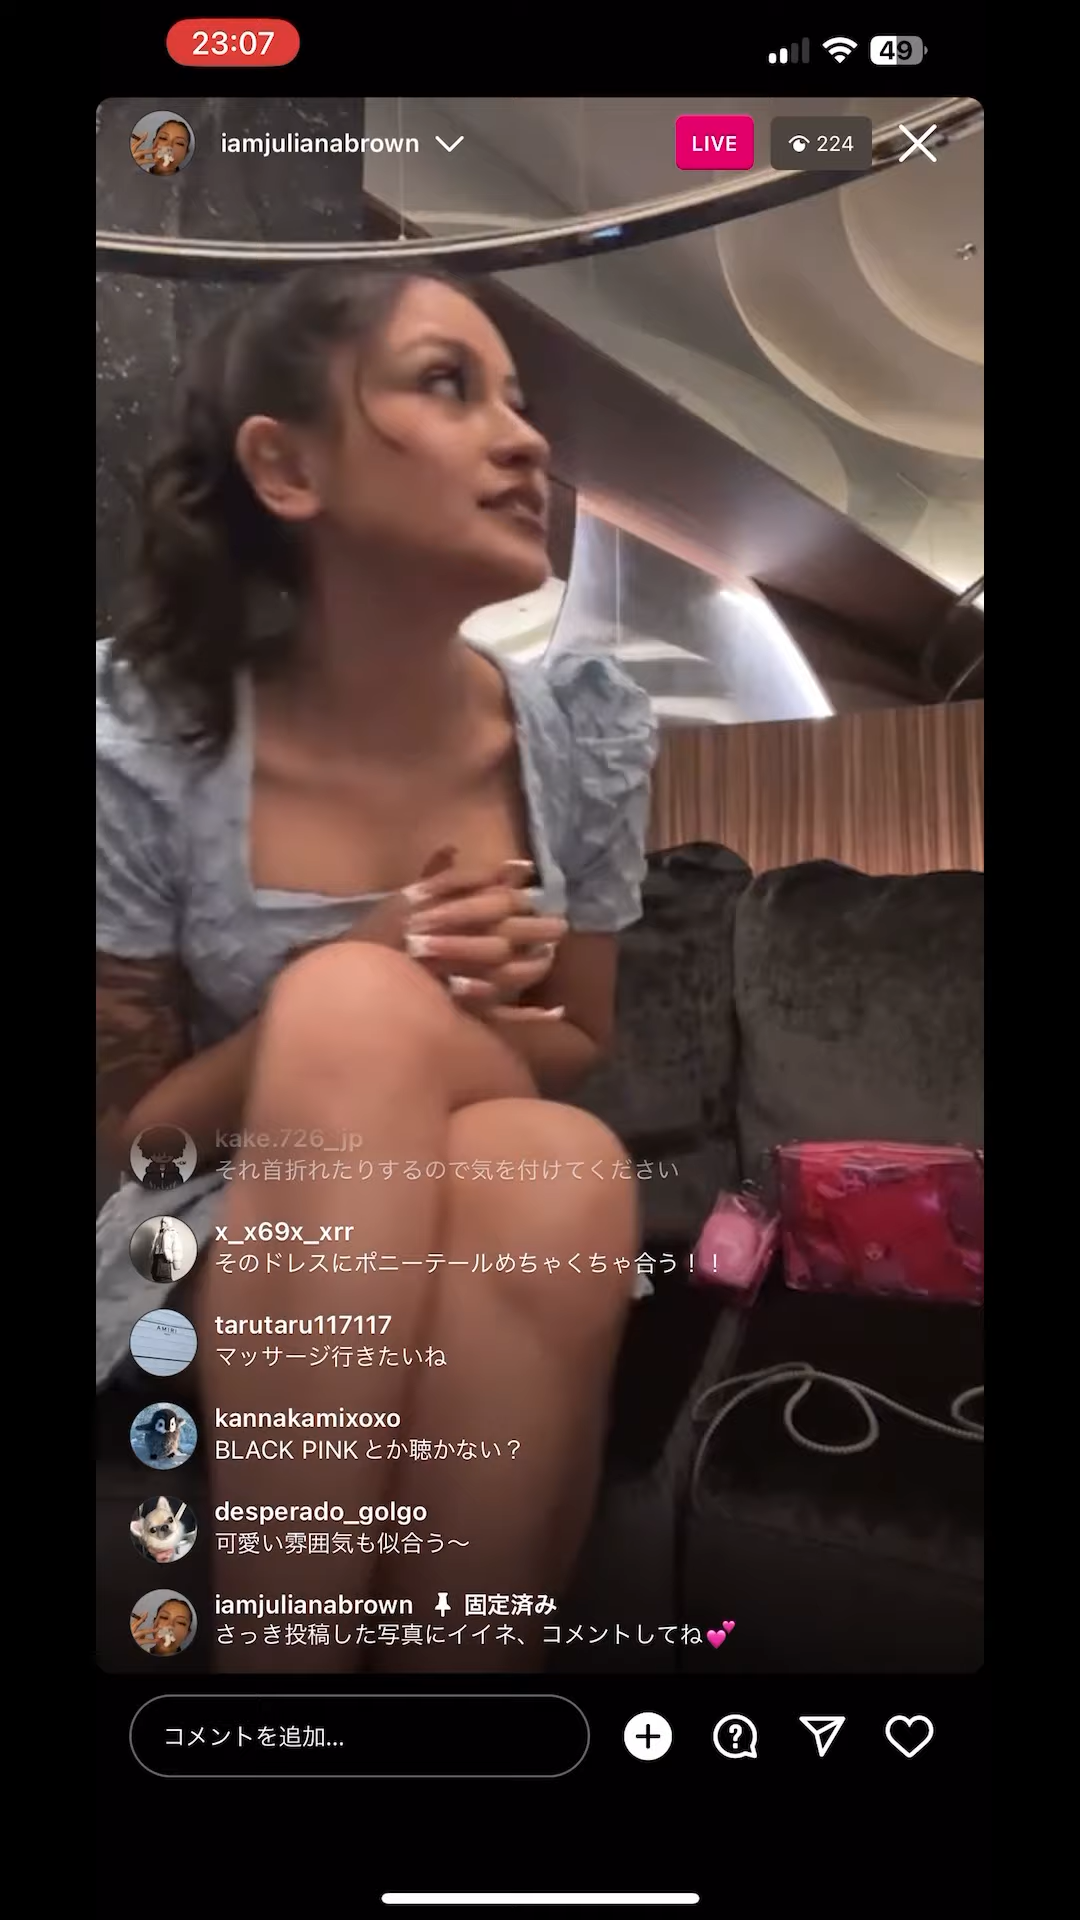 23:07
49
iamjulianabrown
LIVE
224
kake.726_jp
それ首折れたりするので気を付けてください
x_x69x_xrr
そのドレスにポニーテールめちゃくちゃ合う！！
tarutaru117117
マッサージ行きたいね
kannakamixoxo
BLACK PINKとか聴かない？
desperado_golgo
可愛い雰囲気も似合う〜
iamjulianabrown 固定済み
さっき投稿した写真にイイネ、コメントしてね💕
コメントを追加...